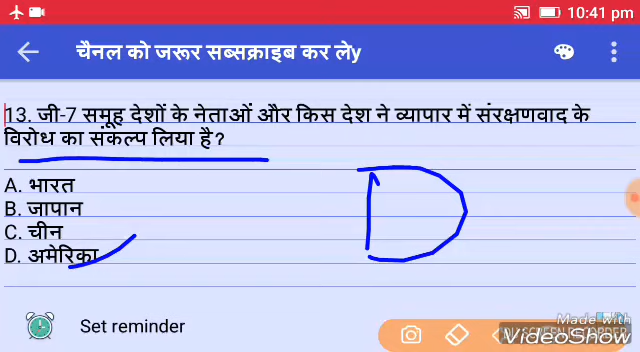 10:41 pm
चैनल को जरूर सब्सक्राइब कर लेy
13. जी-7 समूह देशों के नेताओं और किस देश ने व्यापार में संरक्षणवाद के
विरोध का संकल्प लिया है?
A. भारत
B. जापान
C. चीन
D. अमेरिका
D
Set reminder
Made with
VideoShow